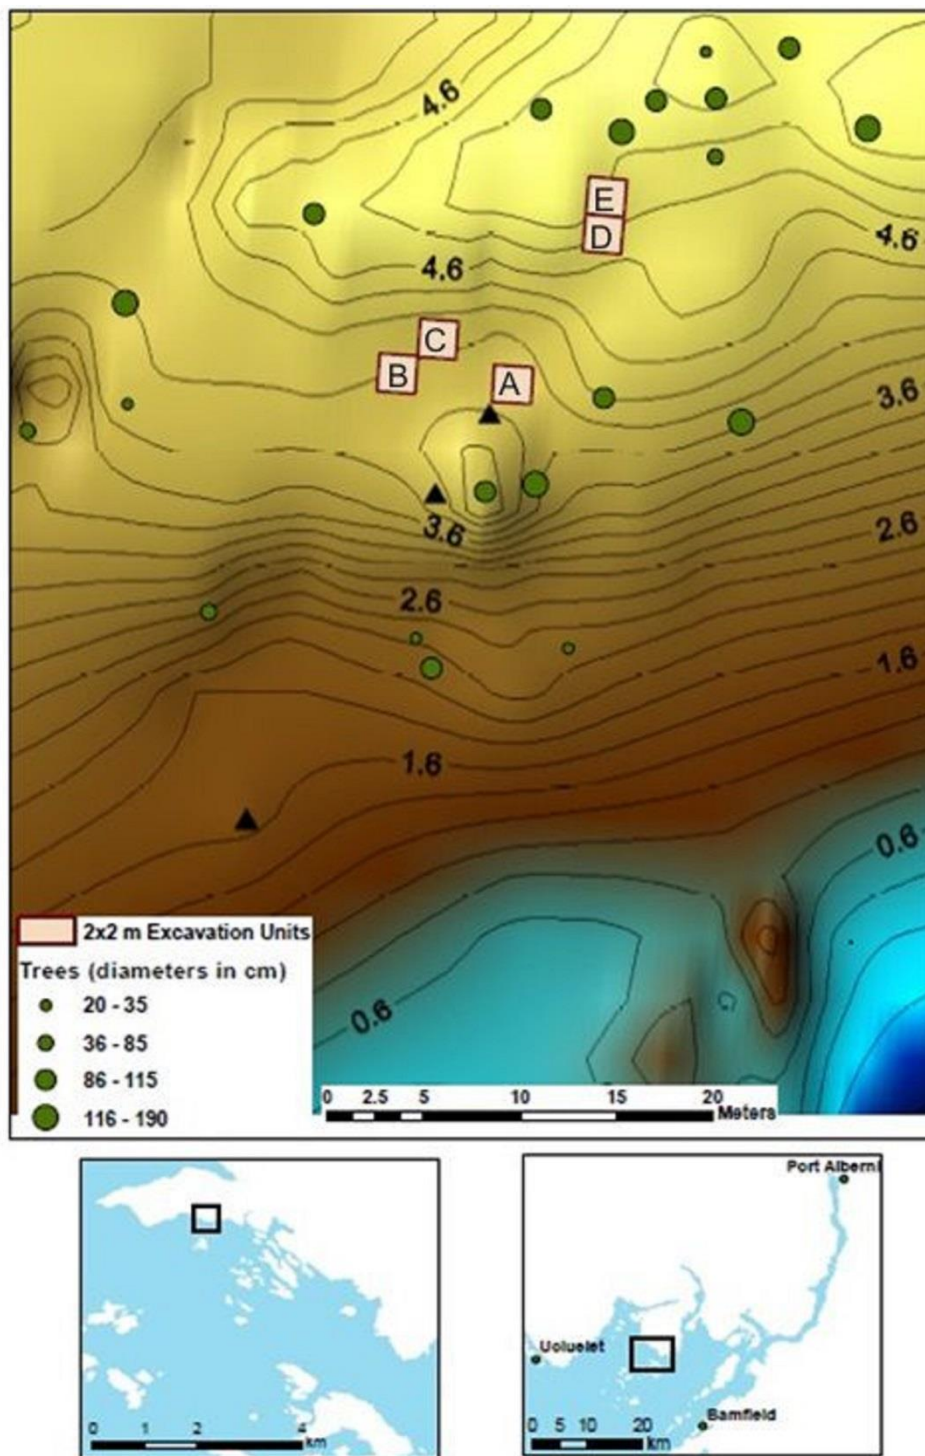 4.6
E
D
4.6
4.6
C
B
A
3.6
3.6
2.6
2.6
1.6
1.6
0.6
0.6
2x2 m Excavation Units
Trees (diameters in cm)
20 - 35
36 - 85
86 - 115
116 - 190
0 2.5 5 10 15 20
Meters
Port Alberni
Uoluelet
Bamfield
0 1 2 4
km
0 5 10 20
km